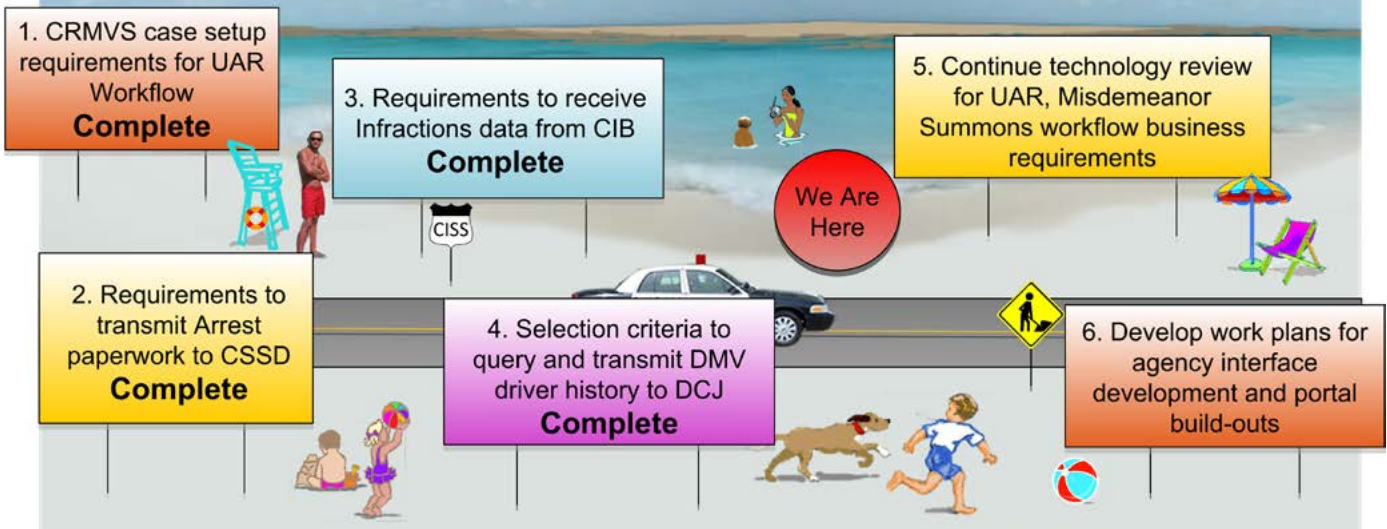 1. CRMVS case setup
requirements for UAR
Workflow
Complete
2. Requirements to
transmit Arrest
paperwork to CSSD
Complete
3. Requirements to receive
Infractions data from CIB
Complete
CISS
4. Selection criteria to
query and transmit DMV
driver history to DCJ
Complete
We Are
Here
5. Continue technology review
for UAR, Misdemeanor
Summons workflow business
requirements
6. Develop work plans for
agency interface
development and portal
build-outs